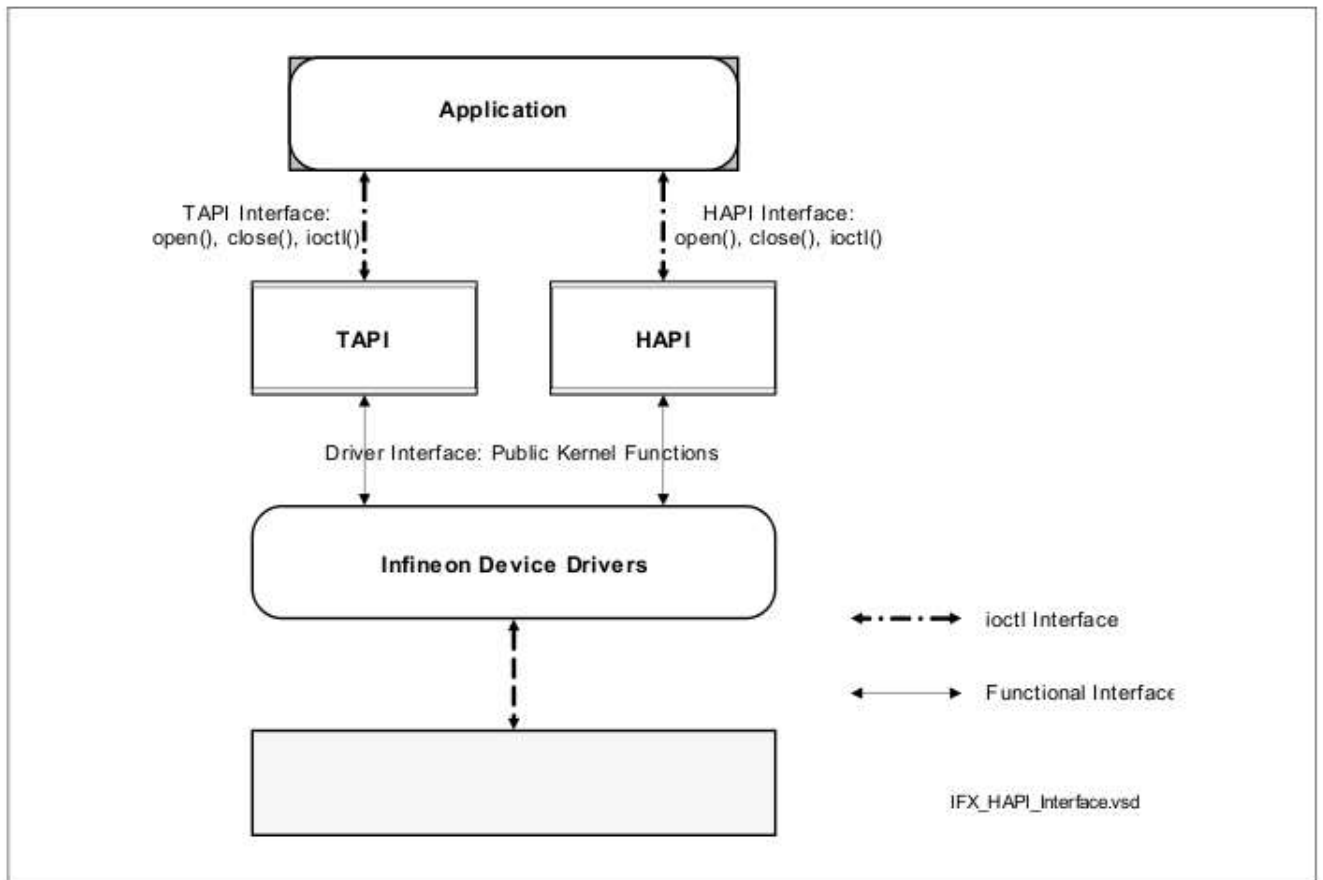 Application
TAPI Interface:
open(), close(), ioctl()
HAPI Interface:
open(), close(), ioctl()
TAPI
HAPI
Driver Interface: Public Kernel Functions
Infineon Device Drivers
ioctl Interface
Functional Interface
IFX_HAPI_Interface.vsd